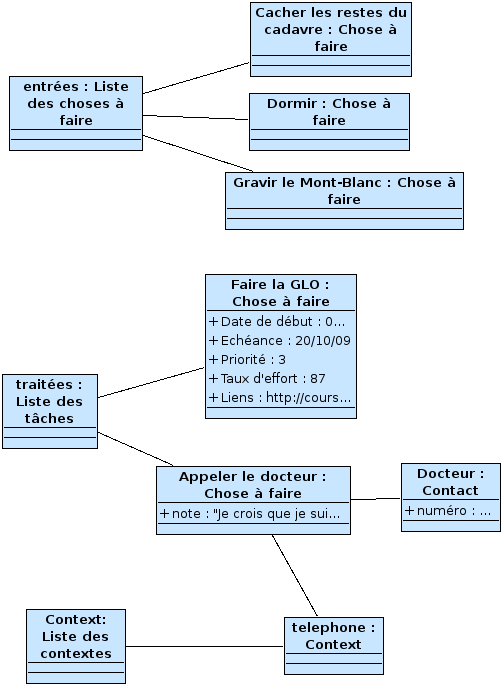 Cacher les restes du
cadavre : Chose à
faire
entrées : Liste
des choses à
faire
Dormir : Chose à
faire
Gravir le Mont-Blanc : Chose à
faire
Faire la GLO :
Chose à faire
+ Date de début : 0...
+ Echéance : 20/10/09
+ Priorité : 3
+ Taux d'effort : 87
+ Liens : http://cours...
traitées :
Liste des
tâches
Appeler le docteur :
Chose à faire
+ note : "Je crois que je sui...
Docteur :
Contact
+ numéro : ...
Context:
Liste des
contextes
telephone :
Context